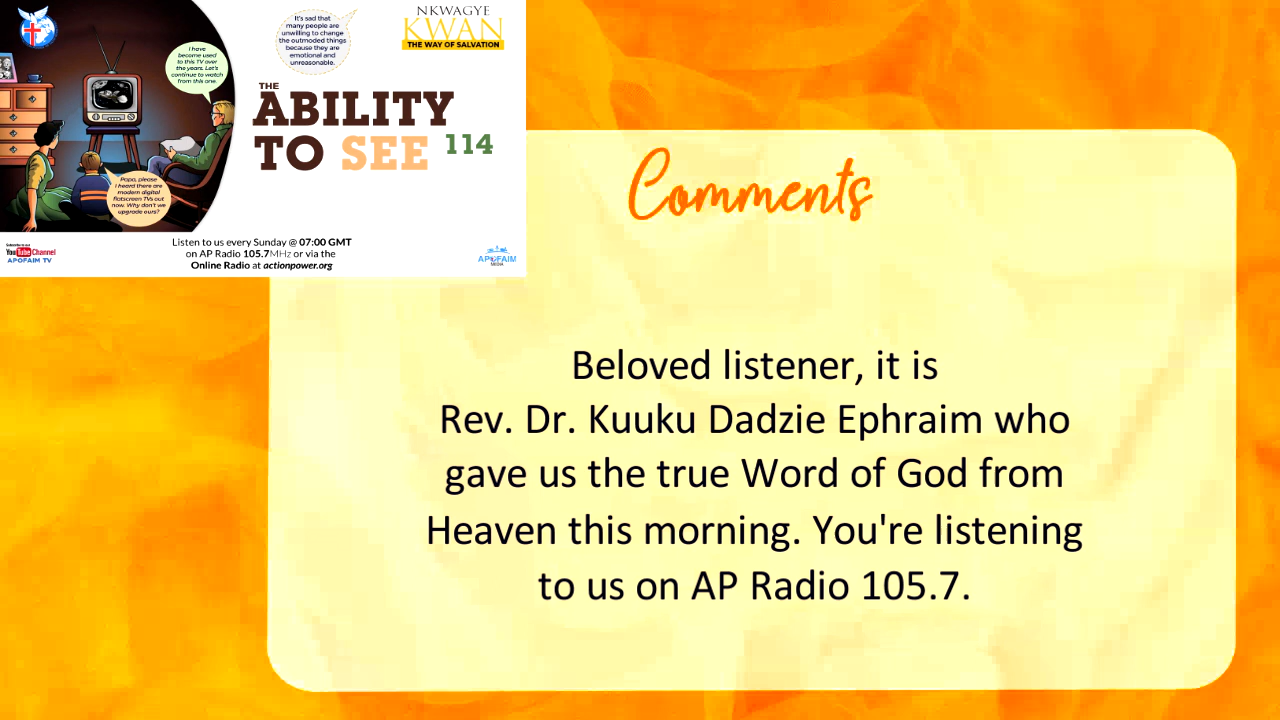 NKWAGYE
KWAN
THE WAY OF SALVATION
It's sad that
many people are
unwilling to change
the outmoded things
because they are
emotional and
unreasonable.
I have
become used
to this TV over
the years. Let's
continue to watch
from this one.
THE
ABILITY
TO SEE 114
Papa, please
I heard there are
modern digital
flatscreen TVs out
now. Why don't we
upgrade ours?
Listen to us every Sunday @ 07:00 GMT
on AP Radio 105.7MHz or via the
Online Radio at actionpower.org
Subscribe to our
YouTube Channel
APOFAIM TV
APOFAIM
MEDIA
Comments
Beloved listener, it is
Rev. Dr. Kuuku Dadzie Ephraim who
gave us the true Word of God from
Heaven this morning. You're listening
to us on AP Radio 105.7.